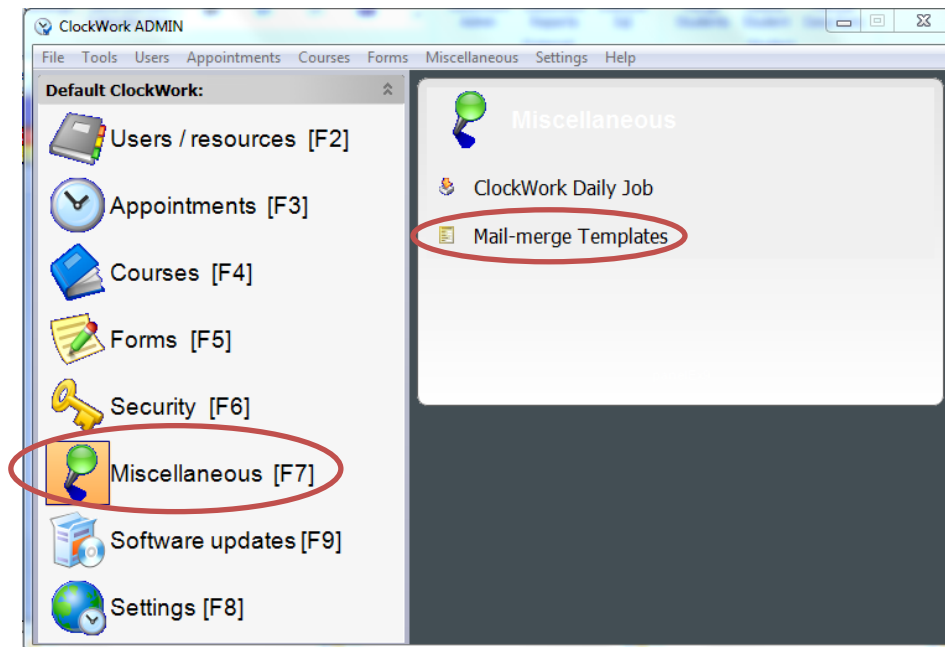 ClockWork ADMIN
File Tools Users Appointments Courses Forms Miscellaneous Settings Help
Default ClockWork:
Users / resources [F2]
Appointments [F3]
Courses [F4]
Forms [F5]
Security [F6]
Miscellaneous [F7]
Software updates [F9]
Settings [F8]
Miscellaneous
ClockWork Daily Job
Mail-merge Templates